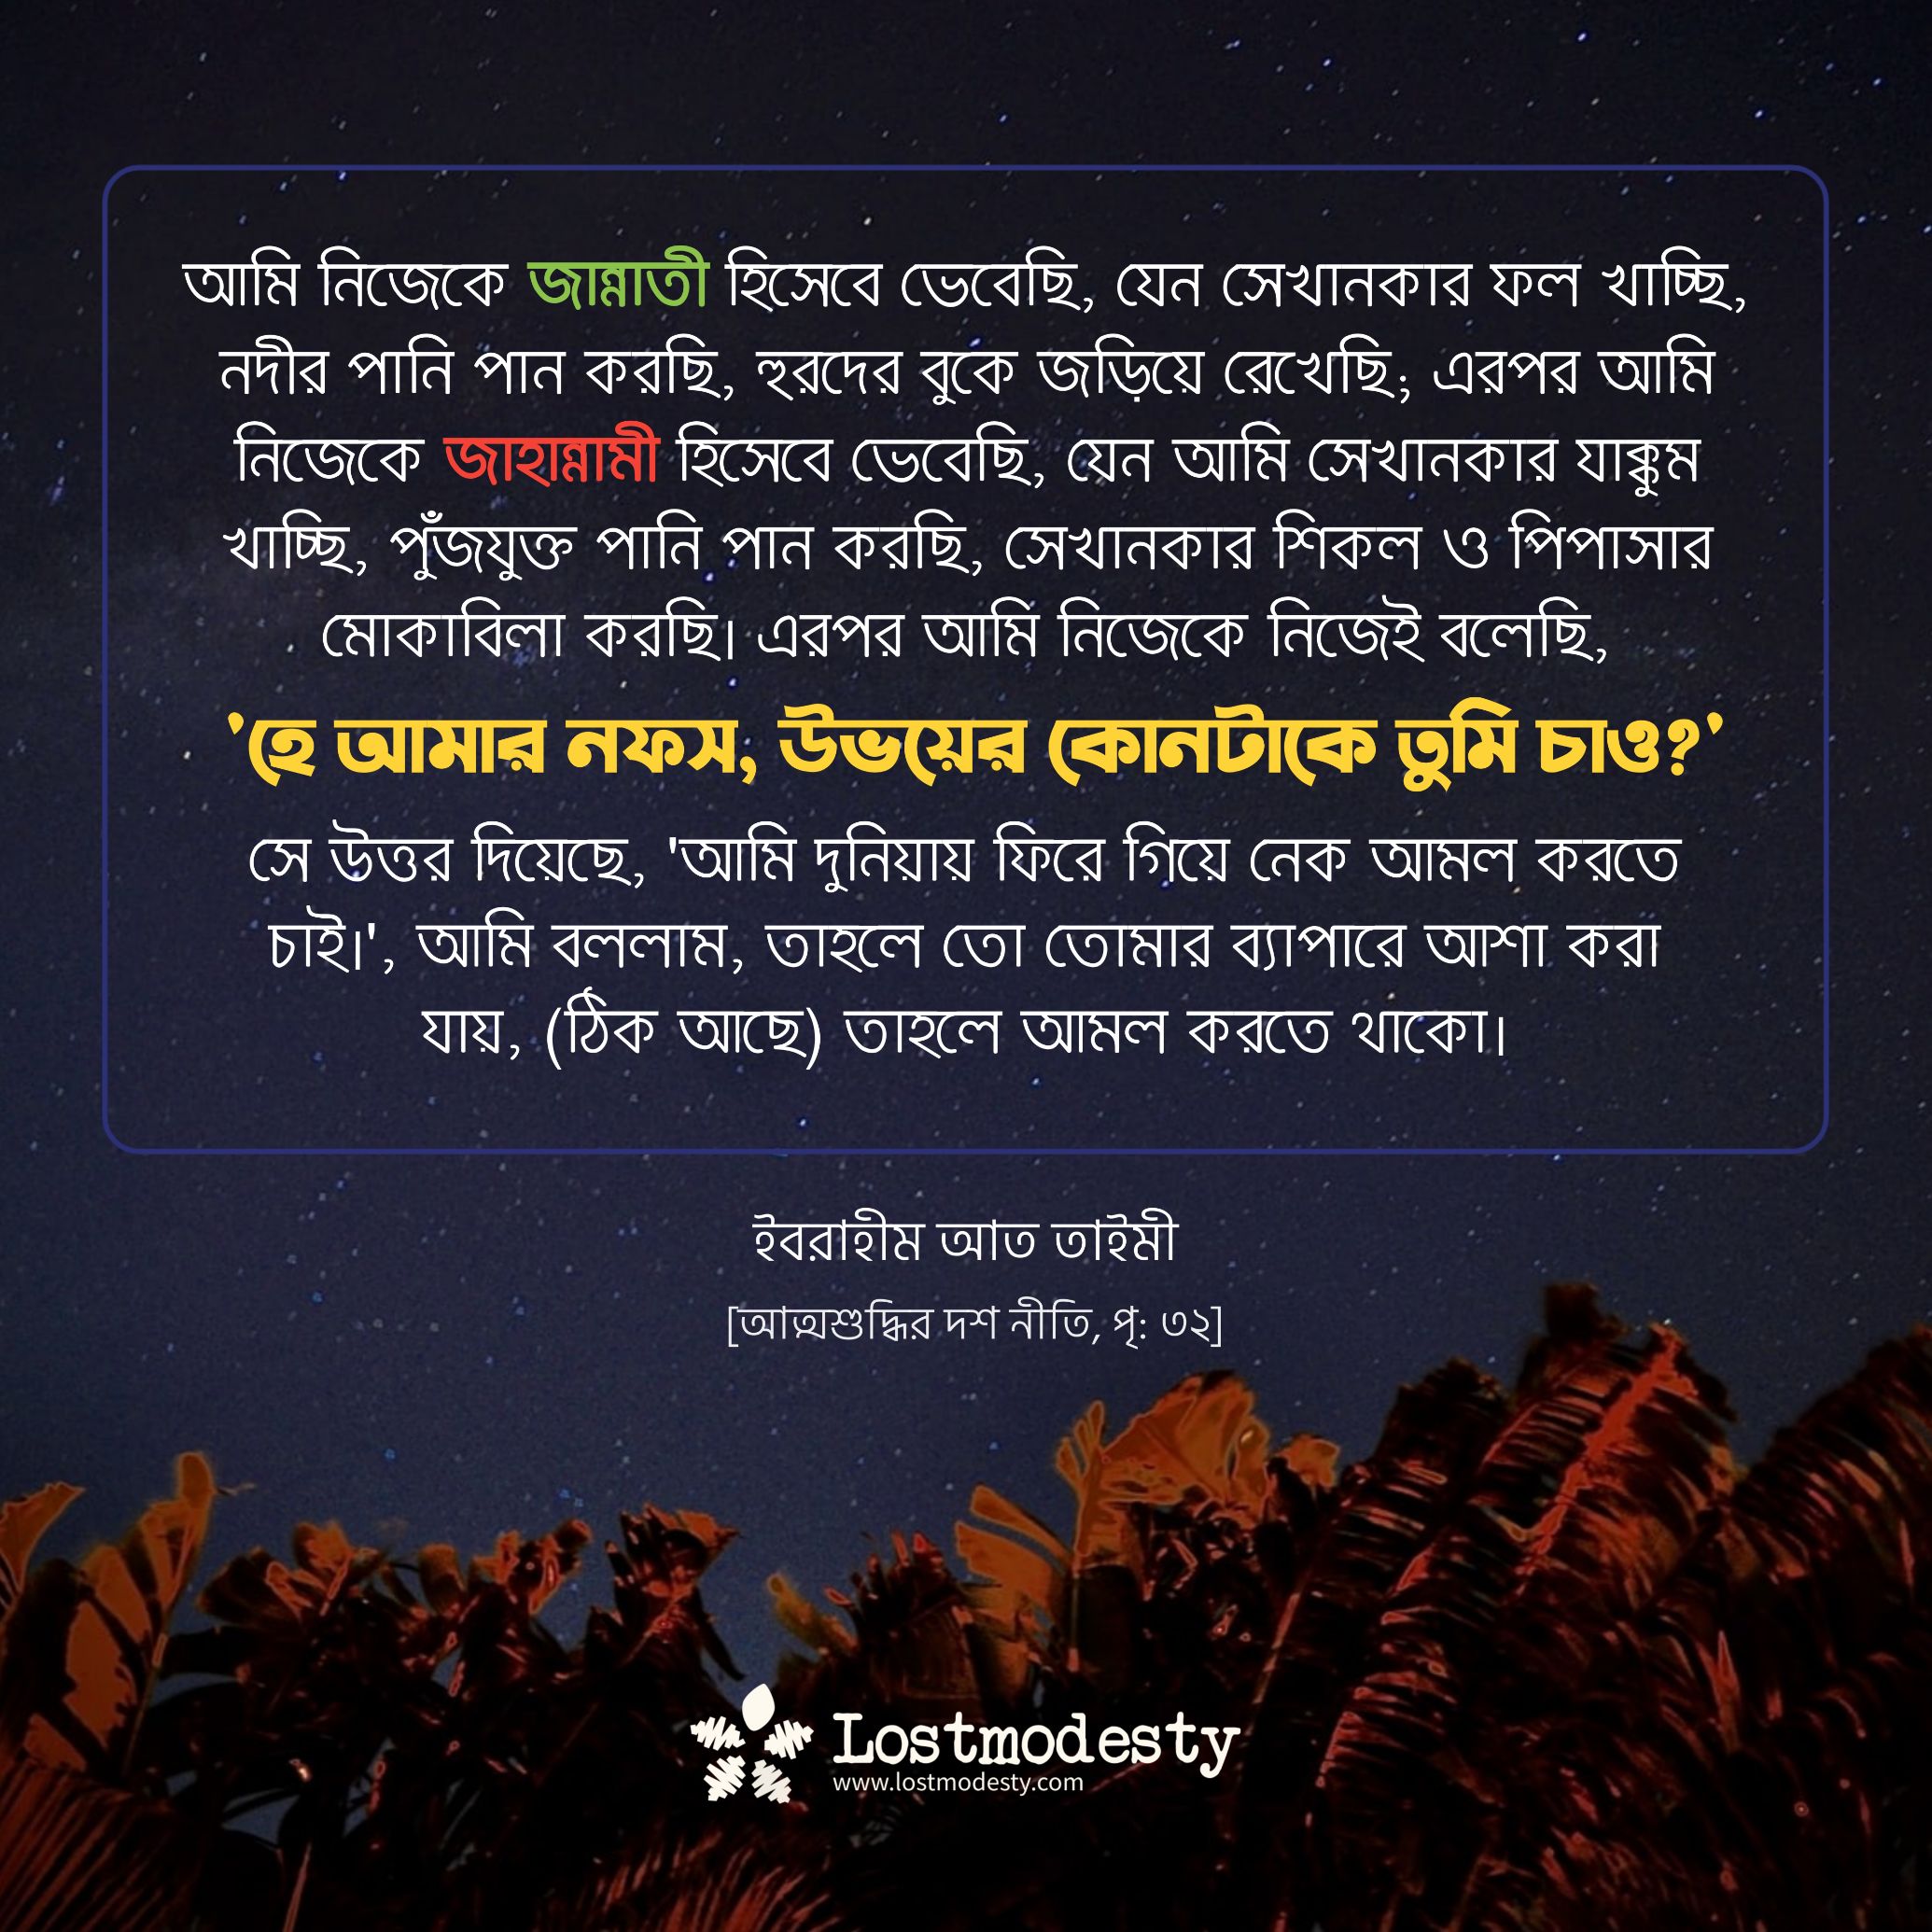 আমি নিজেকে জান্নাতী হিসেবে ভেবেছি, যেন সেখানকার ফল খাচ্ছি,
নদীর পানি পান করছি, হুরদের বুকে জড়িয়ে রেখেছি; এরপর আমি
নিজেকে জাহান্নামী হিসেবে ভেবেছি, যেন আমি সেখানকার যাক্কুম
খাচ্ছি, পুঁজযুক্ত পানি পান করছি, সেখানকার শিকল ও পিপাসার
মোকাবিলা করছি। এরপর আমি নিজেকে নিজেই বলেছি,
'হে আমার নফস, উভয়ের কোনটাকে তুমি চাও?'
সে উত্তর দিয়েছে, 'আমি দুনিয়ায় ফিরে গিয়ে নেক আমল করতে
চাই।', আমি বললাম, তাহলে তো তোমার ব্যাপারে আশা করা
যায়, (ঠিক আছে) তাহলে আমল করতে থাকো।
ইবরাহীম আত তাইমী
[আত্মশুদ্ধির দশ নীতি, পৃ: ৩২]
Lostmodesty
www.lostmodesty.com